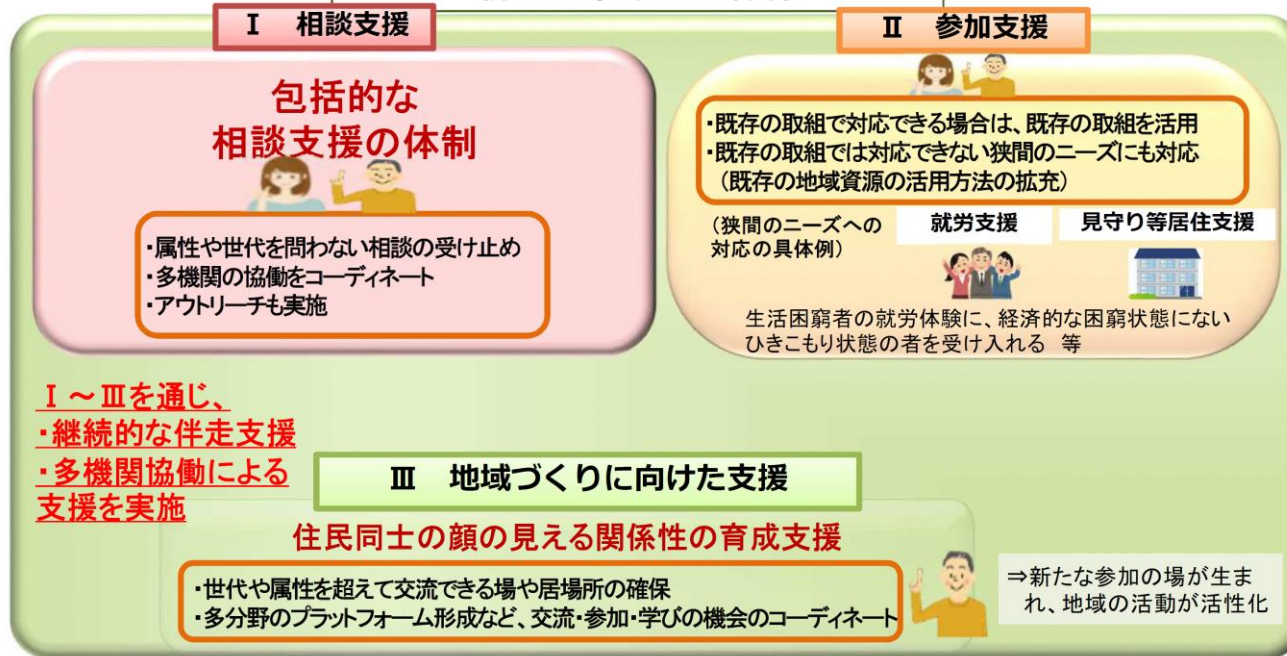 Ⅰ 相談支援
包括的な
相談支援の体制
・属性や世代を問わない相談の受け止め
・多機関の協働をコーディネート
・アウトリーチも実施
Ⅱ 参加支援
・既存の取組で対応できる場合は、既存の取組を活用
・既存の取組では対応できない狭間のニーズにも対応
（既存の地域資源の活用方法の拡充）
（狭間のニーズへの
対応の具体例）
就労支援
見守り等居住支援
生活困窮者の就労体験に、経済的な困窮状態にない
ひきこもり状態の者を受け入れる 等
Ⅰ～Ⅲを通じ、
・継続的な伴走支援
・多機関協働による
支援を実施
Ⅲ 地域づくりに向けた支援
住民同士の顔の見える関係性の育成支援
・世代や属性を超えて交流できる場や居場所の確保
・多分野のプラットフォーム形成など、交流・参加・学びの機会のコーディネート
⇒新たな参加の場が生ま
れ、地域の活動が活性化